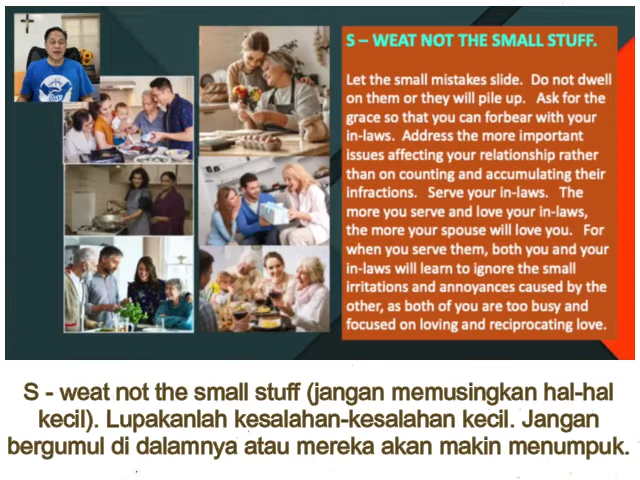 S – WEAT NOT THE SMALL STUFF.
Let the small mistakes slide. Do not dwell
on them or they will pile up. Ask for the
grace so that you can forbear with your
in-laws. Address the more important
issues affecting your relationship rather
than on counting and accumulating their
infractions. Serve your in-laws. The
more you serve and love your in-laws,
the more your spouse will love you. For
when you serve them, both you and your
in-laws will learn to ignore the small
irritations and annoyances caused by the
other, as both of you are too busy and
focused on loving and reciprocating love.
S - weat not the small stuff (jangan memusingkan hal-hal
kecil). Lupakanlah kesalahan-kesalahan kecil. Jangan
bergumul di dalamnya atau mereka akan makin menumpuk.